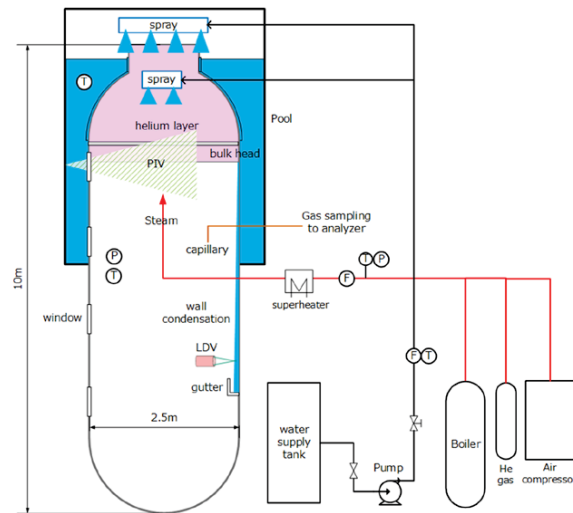 spray
T
spray
Pool
helium layer
bulk head
PIV
Steam
Gas sampling
to analyzer
capillary
10m
P
T
T P
F
superheater
window
wall
condensation
LDV
F T
gutter
2.5m
water
supply
tank
Pump
Boiler
He
gas
Air
compressor